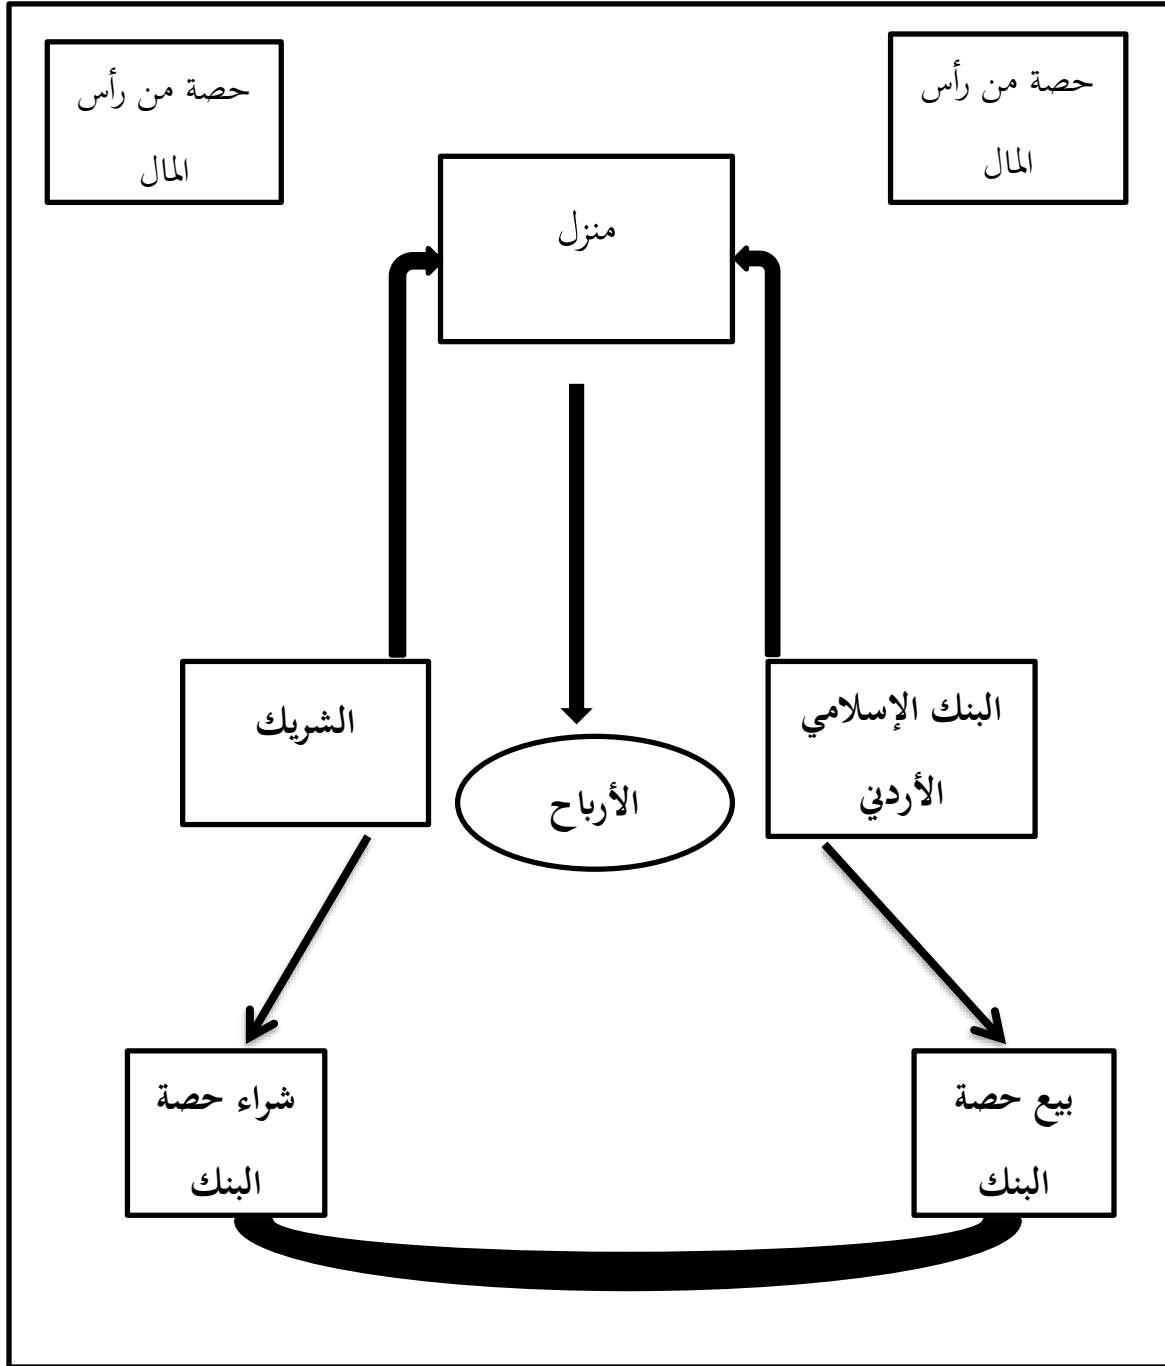 حصة من رأس
المال
حصة من رأس
المال
منزل
البنك الإسلامي
الأردني
الشريك
الأرباح
بيع حصة
البنك
شراء حصة
البنك